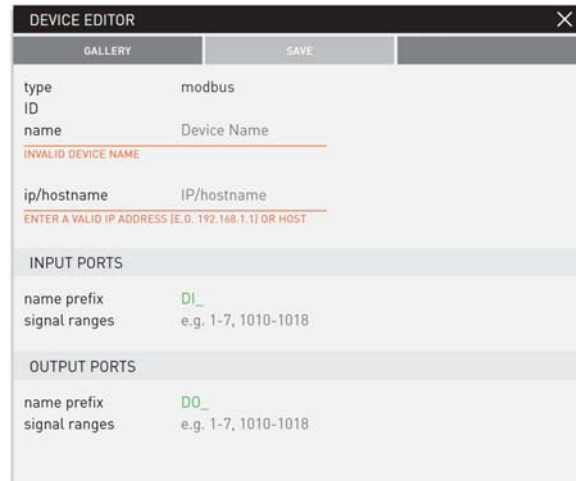 DEVICE EDITOR
GALLERY SAVE
type modbus
ID
name Device Name
INVALID DEVICE NAME
ip/hostname IP/hostname
ENTER A VALID IP ADDRESS [E.G. 192.168.1.1] OR HOST
INPUT PORTS
name prefix DI_
signal ranges e.g. 1-7, 1010-1018
OUTPUT PORTS
name prefix DO_
signal ranges e.g. 1-7, 1010-1018